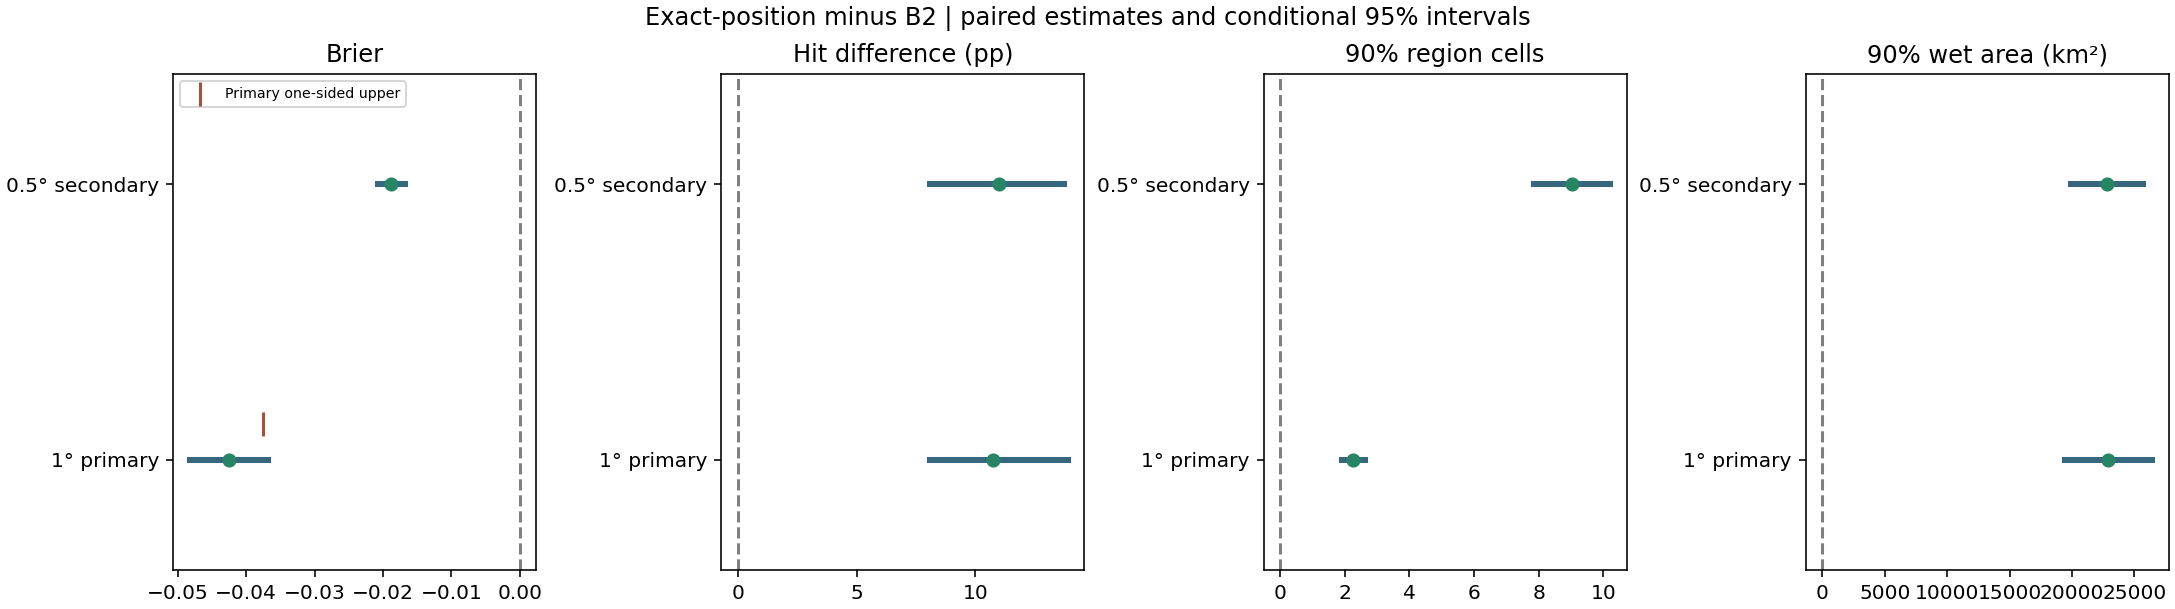 Exact-position minus B2 | paired estimates and conditional 95% intervals
Brier
Primary one-sided upper
0.5° secondary
1° primary
−0.05 −0.04 −0.03 −0.02 −0.01 0.00
Hit difference (pp)
0.5° secondary
1° primary
0 5 10
90% region cells
0.5° secondary
1° primary
0 2 4 6 8 10
90% wet area (km²)
0.5° secondary
1° primary
0 5000 10000 15000 20000 25000